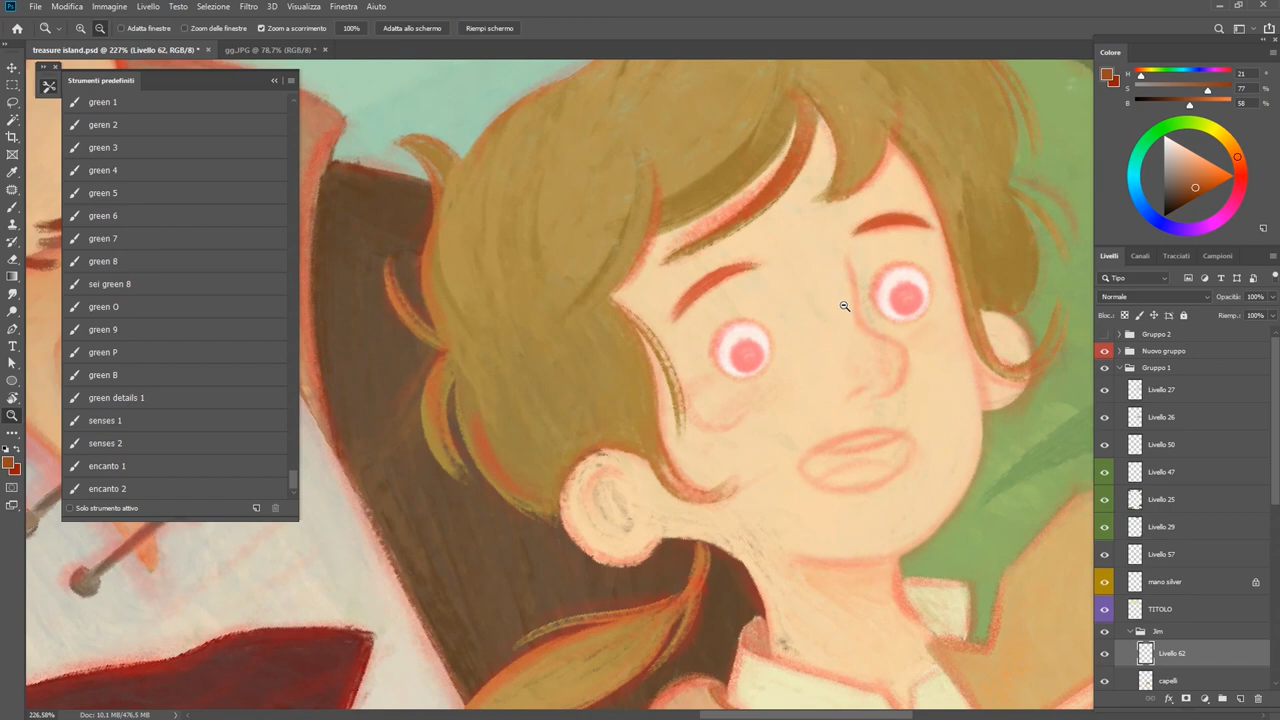 File Modifica Immagine Livello Testo Selezione Filtro 3D Visualizza Finestra Aiuto
Adatta finestre Zoom delle finestre Zoom a scorrimento 100% Adatta allo schermo Riempi schermo
treasure island.psd @ 227% (Livello 62, RGB/8) * gg.JPG @ 78,7% (RGB/8) *
Strumenti predefiniti
green 1
geren 2
green 3
green 4
green 5
green 6
green 7
green 8
sei green 8
green O
green 9
green P
green B
green details 1
senses 1
senses 2
encanto 1
encanto 2
Solo strumento attivo
Colore
H 21 °
S 77 %
B 58 %
Livelli Canali Tracciati Campioni
Tipo
Normale Opacità: 100%
Bloc.: Riemp.: 100%
Gruppo 2
Nuovo gruppo
Gruppo 1
Livello 27
Livello 26
Livello 50
Livello 47
Livello 25
Livello 29
Livello 57
mano silver
TITOLO
Jim
Livello 62
capelli
226,58% Doc: 10,1 MB/476,5 MB